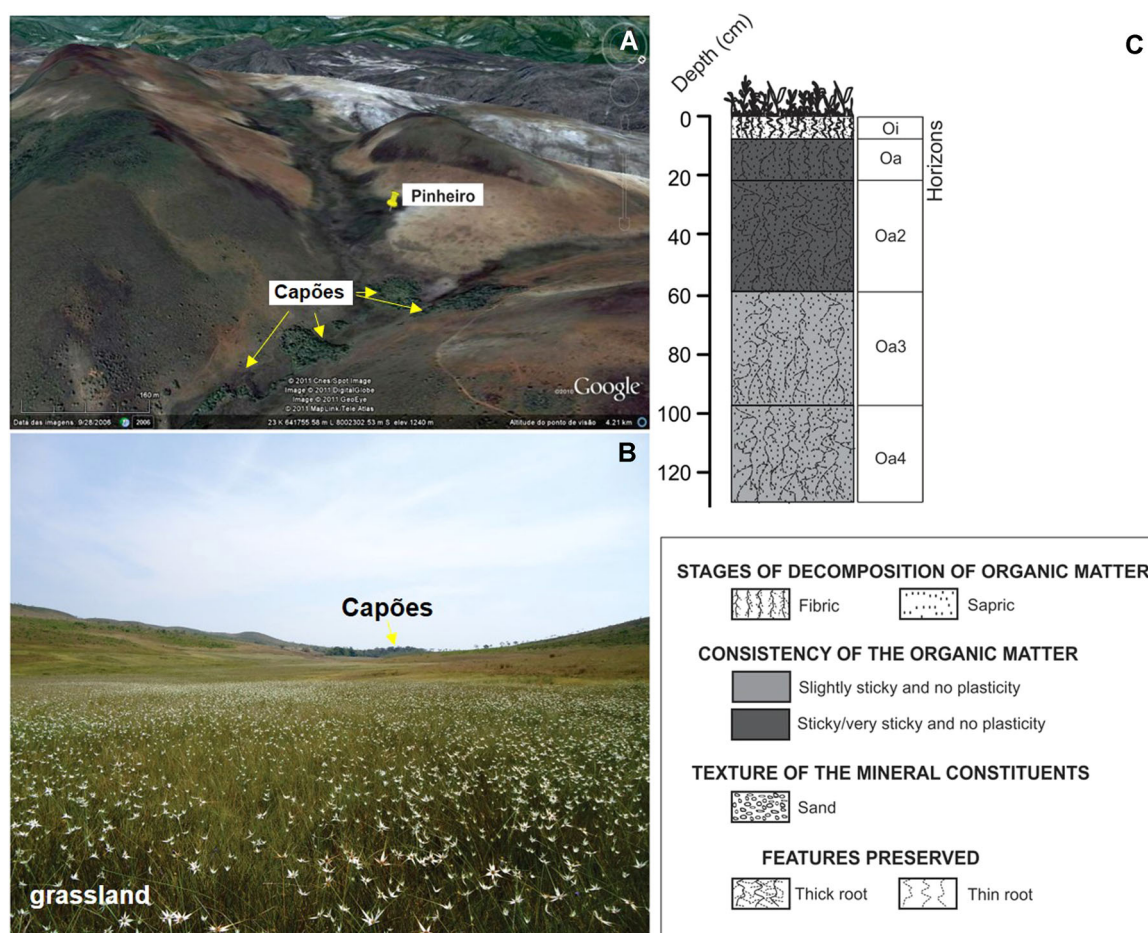 A
Pinheiro
Capões
160 m
© 2011 Cnes/Spot Image
Image © 2011 DigitalGlobe
Image © 2011 GeoEye
© 2011 MapLink/Tele Atlas
©2010 Google
Data das imagens: 9/28/2006
2006
23 K 641755.58 m L 8002302.53 m S elev 1240 m
Altitude do ponto de visão 4.21 km
B
Capões
grassland
C
Depth (cm)
Horizons
0
20
40
60
80
100
120
Oi
Oa
Oa2
Oa3
Oa4
STAGES OF DECOMPOSITION OF ORGANIC MATTER
Fibric
Sapric
CONSISTENCY OF THE ORGANIC MATTER
Slightly sticky and no plasticity
Sticky/very sticky and no plasticity
TEXTURE OF THE MINERAL CONSTITUENTS
Sand
FEATURES PRESERVED
Thick root
Thin root